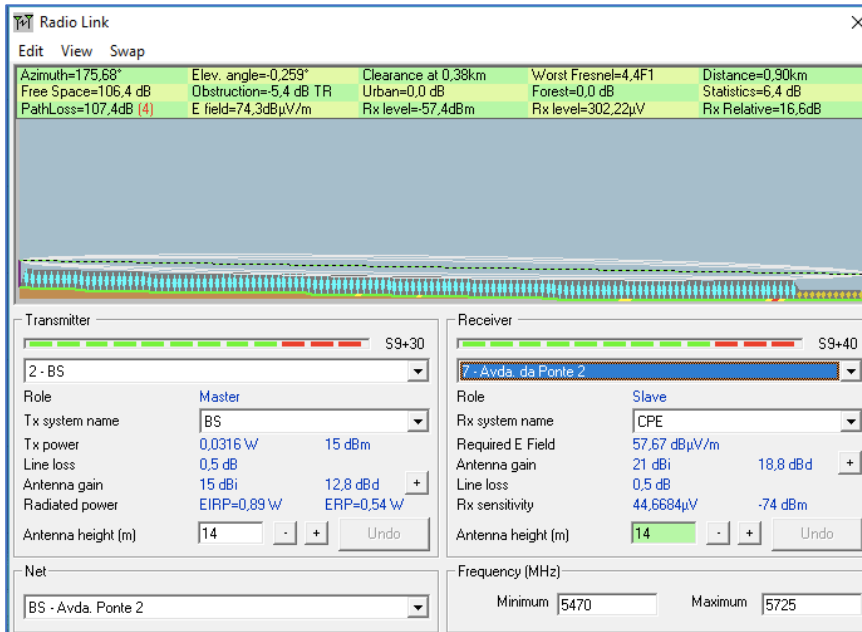 Radio Link
Edit View Swap
Azimuth=175,68° Elev. angle=-0,259° Clearance at 0,38km Worst Fresnel=4,4F1 Distance=0,90km
Free Space=106,4 dB Obstruction=-5,4 dB TR Urban=0,0 dB Forest=0,0 dB Statistics=6,4 dB
PathLoss=107,4dB (4) E field=74,3dBµV/m Rx level=-57,4dBm Rx level=302,22µV Rx Relative=16,6dB
Transmitter Receiver
S9+30 S9+40
2 - BS 7 - Avda. da Ponte 2
Role Master Role Slave
Tx system name BS Rx system name CPE
Tx power 0,0316 W 15 dBm Required E Field 57,67 dBµV/m
Line loss 0,5 dB Antenna gain 21 dBi 18,8 dBd +
Antenna gain 15 dBi 12,8 dBd + Line loss 0,5 dB
Radiated power EIRP=0,89 W ERP=0,54 W Rx sensitivity 44,6684µV -74 dBm
Antenna height (m) 14 - + Undo Antenna height (m) 14 - + Undo
Net Frequency (MHz)
BS - Avda. Ponte 2 Minimum 5470 Maximum 5725